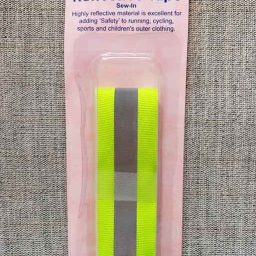 Sew-In
Highly reflective material is excellent for
adding 'Safety' to running, cycling,
sports and children's outer clothing.